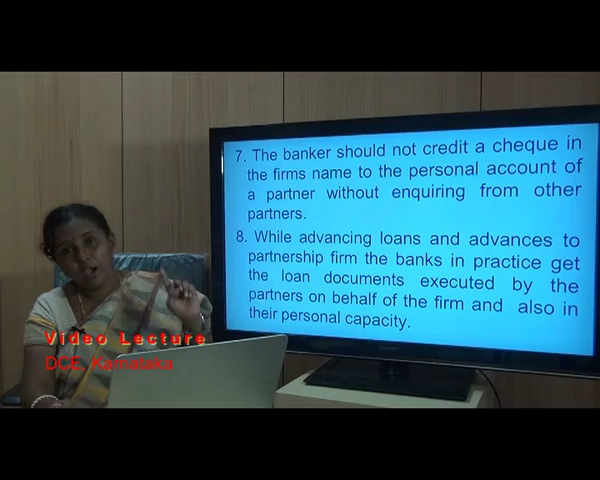 7. The banker should not credit a cheque in
the firms name to the personal account of
a partner without enquiring from other
partners.
8. While advancing loans and advances to
partnership firm the banks in practice get
the loan documents executed by the
partners on behalf of the firm and also in
their personal capacity.
Video Lecture
DCE, Karnataka